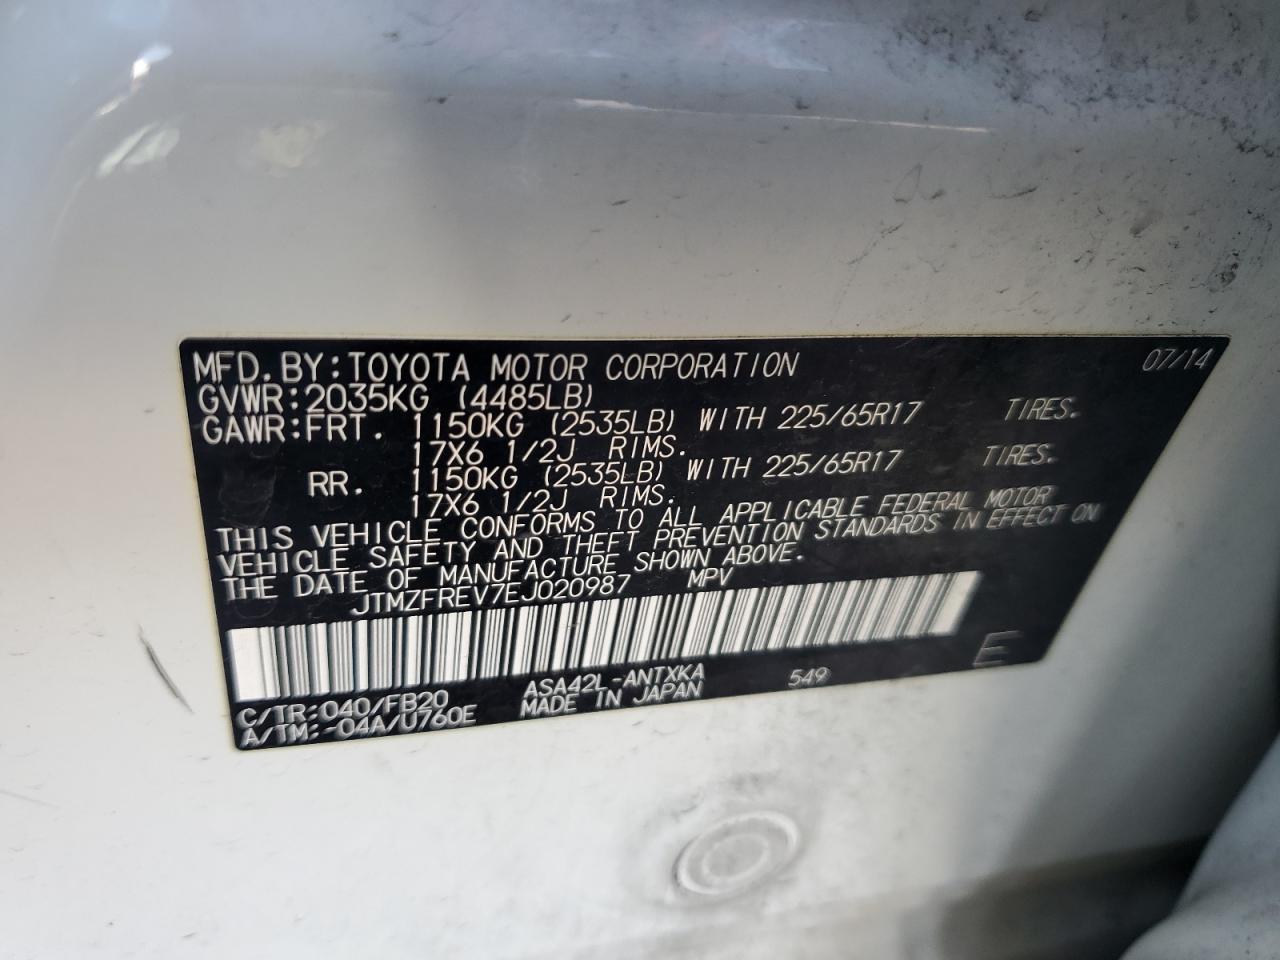 MFD.BY:TOYOTA MOTOR CORPORATION 07/14
GVWR:2035KG (4485LB)
GAWR:FRT. 1150KG (2535LB) WITH 225/65R17 TIRES.
17X6 1/2J RIMS.
RR. 1150KG (2535LB) WITH 225/65R17 TIRES.
17X6 1/2J RIMS.
THIS VEHICLE CONFORMS TO ALL APPLICABLE FEDERAL MOTOR
VEHICLE SAFETY AND THEFT PREVENTION STANDARDS IN EFFECT ON
THE DATE OF MANUFACTURE SHOWN ABOVE.
JTMZFREV7EJ020987 MPV
C/TR:040/FB20 ASA42L-ANTXKA 549 E
A/TM:-04A/U760E MADE IN JAPAN